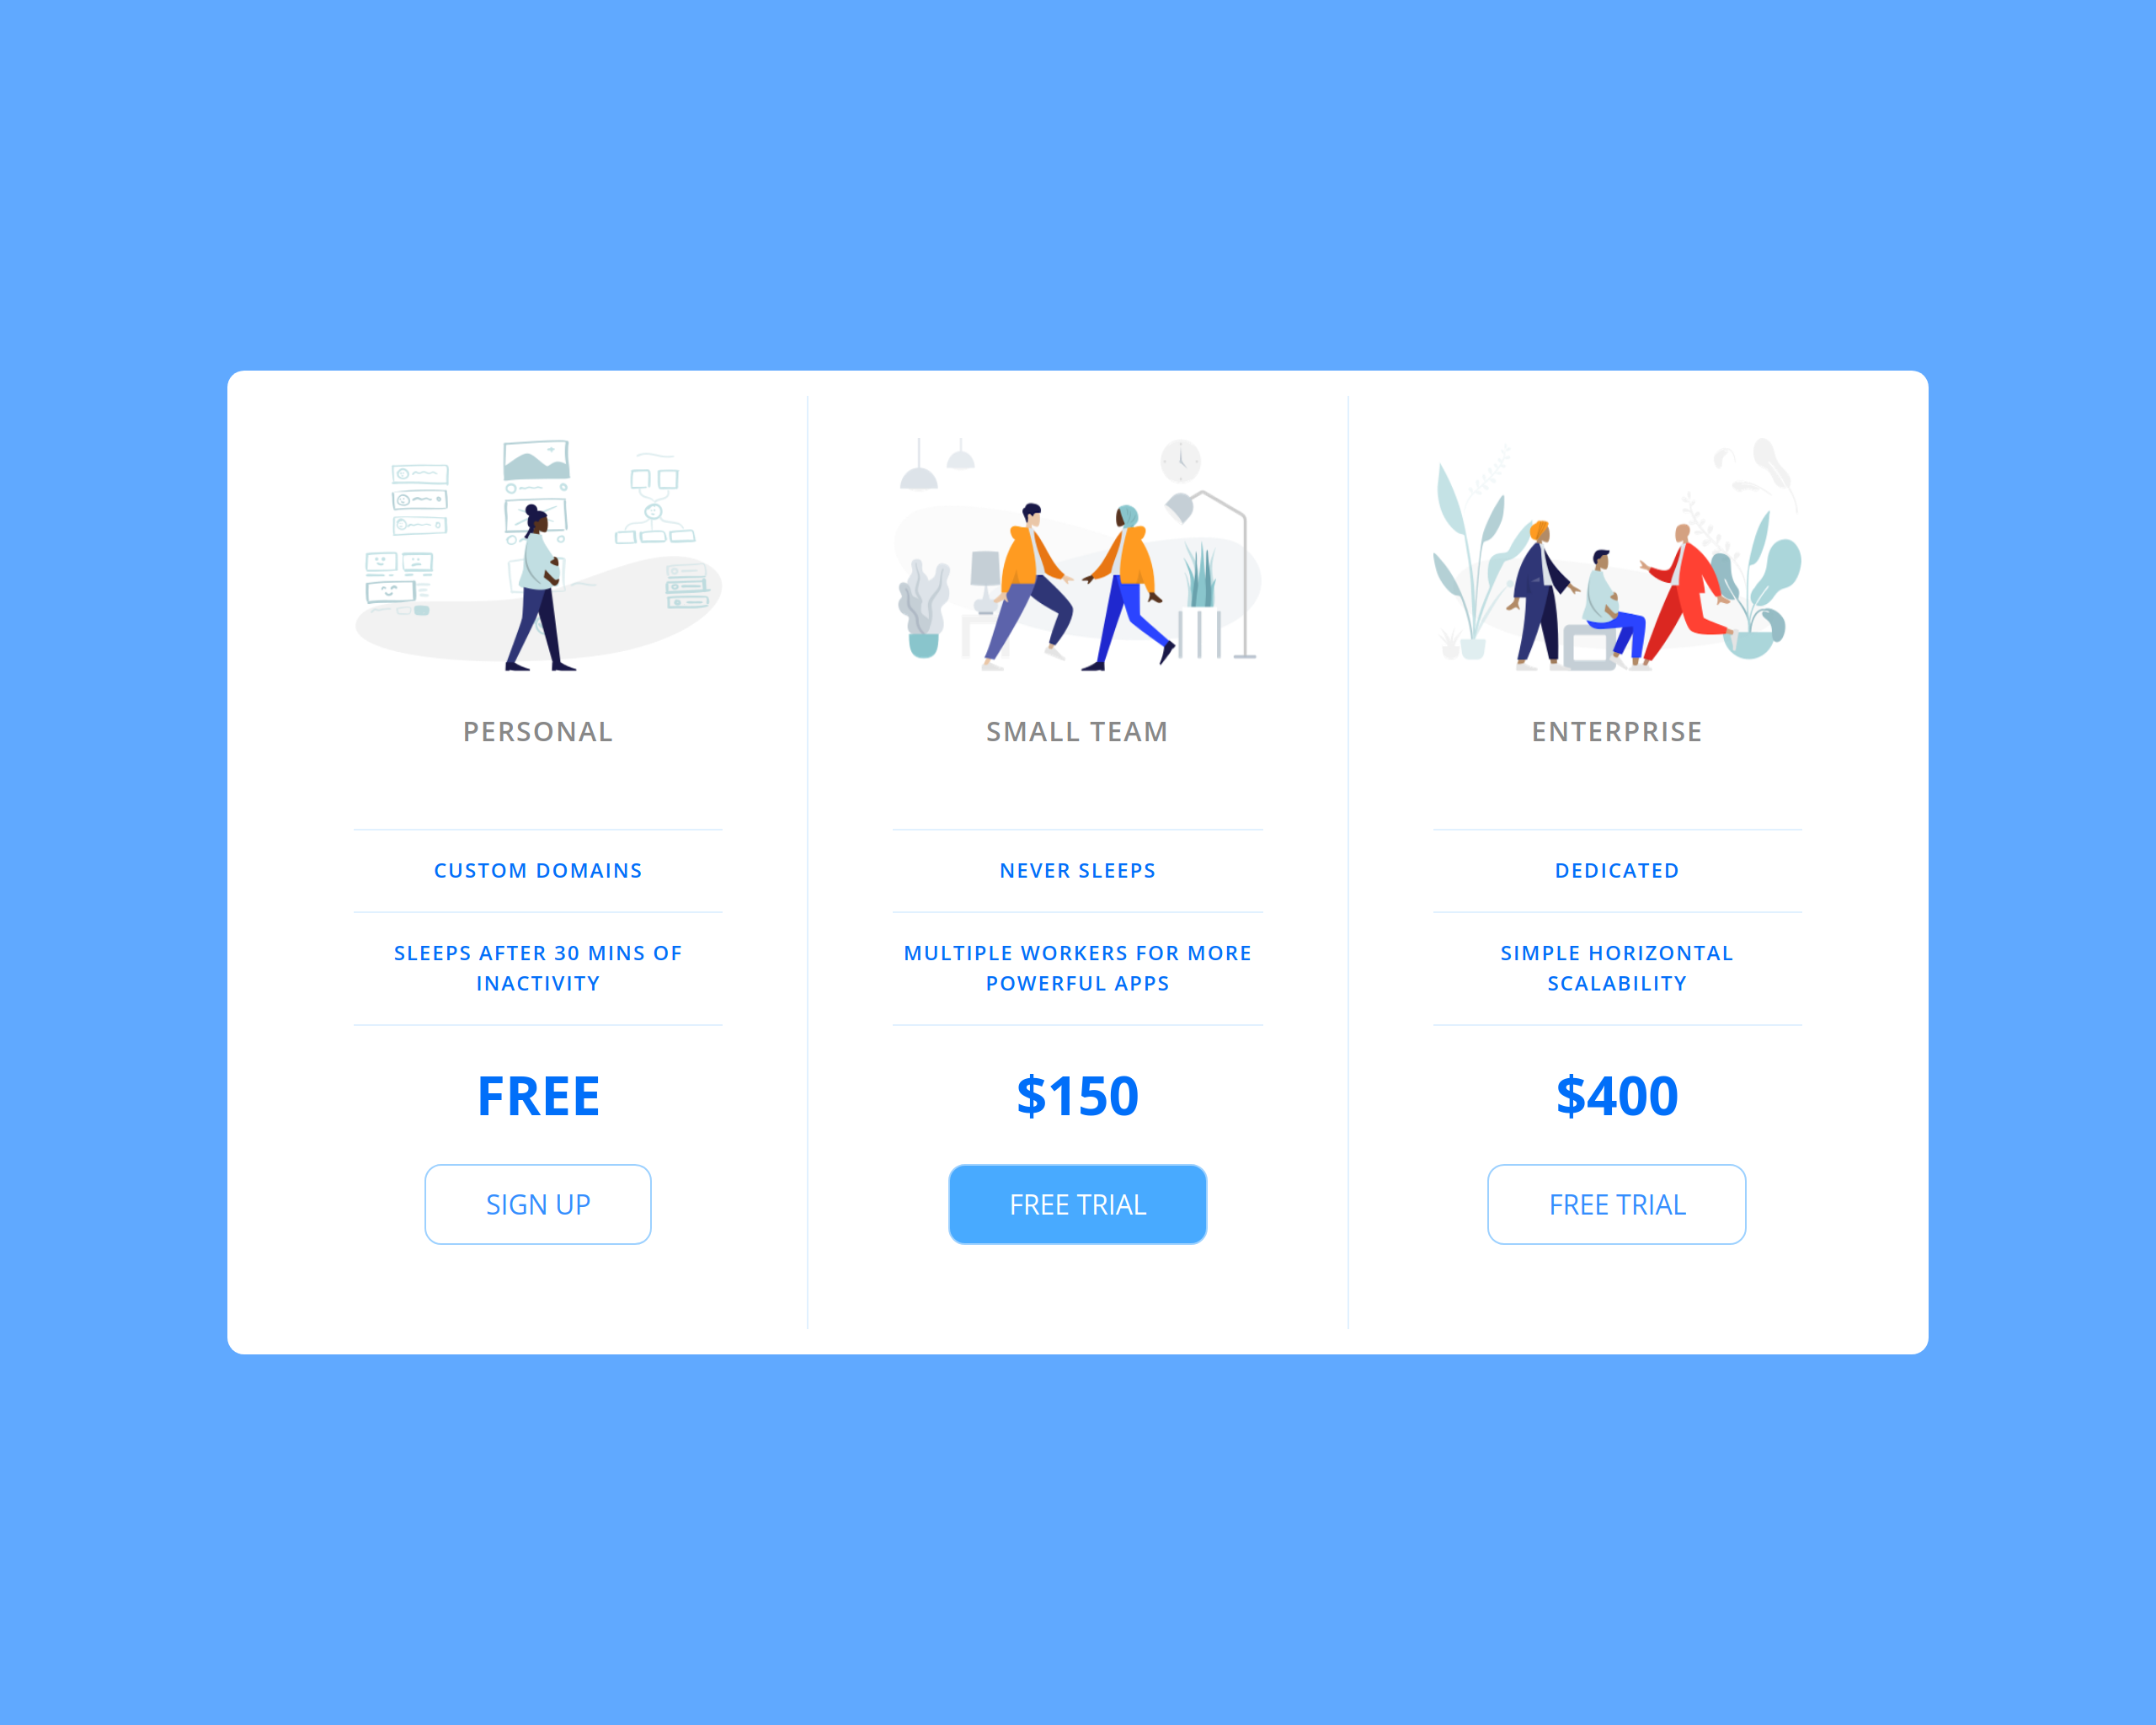 PERSONAL
CUSTOM DOMAINS
SLEEPS AFTER 30 MINS OF
INACTIVITY
FREE
SIGN UP
SMALL TEAM
NEVER SLEEPS
MULTIPLE WORKERS FOR MORE
POWERFUL APPS
$150
FREE TRIAL
ENTERPRISE
DEDICATED
SIMPLE HORIZONTAL
SCALABILITY
$400
FREE TRIAL